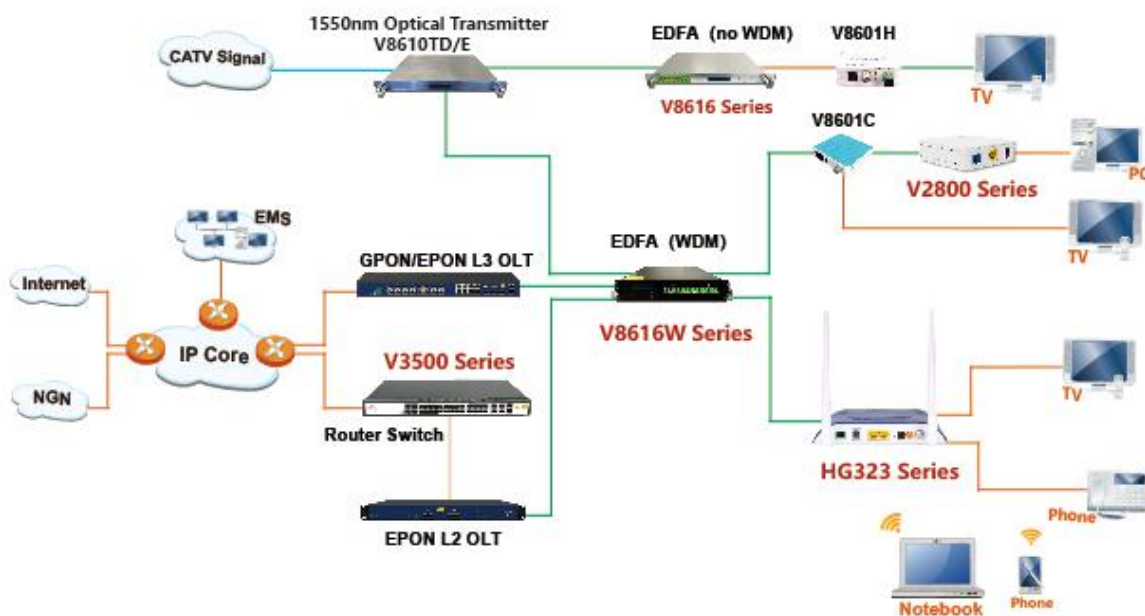 1550nm Optical Transmitter
V8610TD/E
EDFA (no WDM)
V8601H
CATV Signal
V8616 Series
TV
V8601C
V2800 Series
PC
TV
EMS
EDFA (WDM)
GPON/EPON L3 OLT
Internet
V8616W Series
IP Core
V3500 Series
TV
NGN
Router Switch
HG323 Series
Phone
EPON L2 OLT
Notebook
Phone